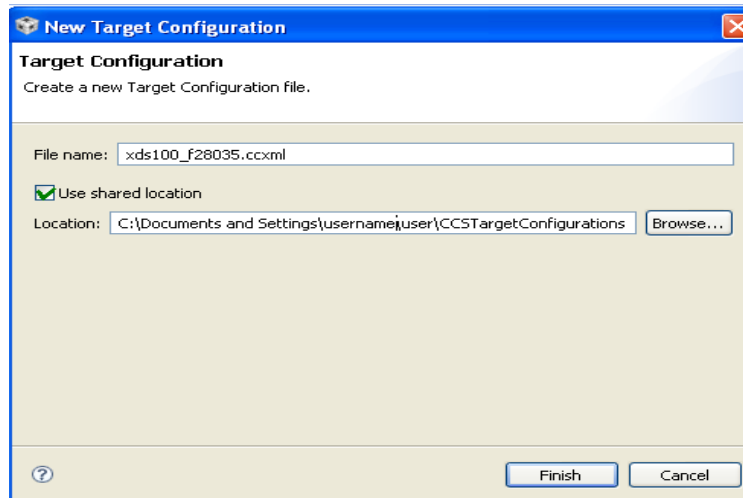 New Target Configuration
Target Configuration
Create a new Target Configuration file.
File name: xds100_f28035.ccxml
Use shared location
Location: C:\Documents and Settings\username\user\CCSTargetConfigurations Browse...
Finish Cancel